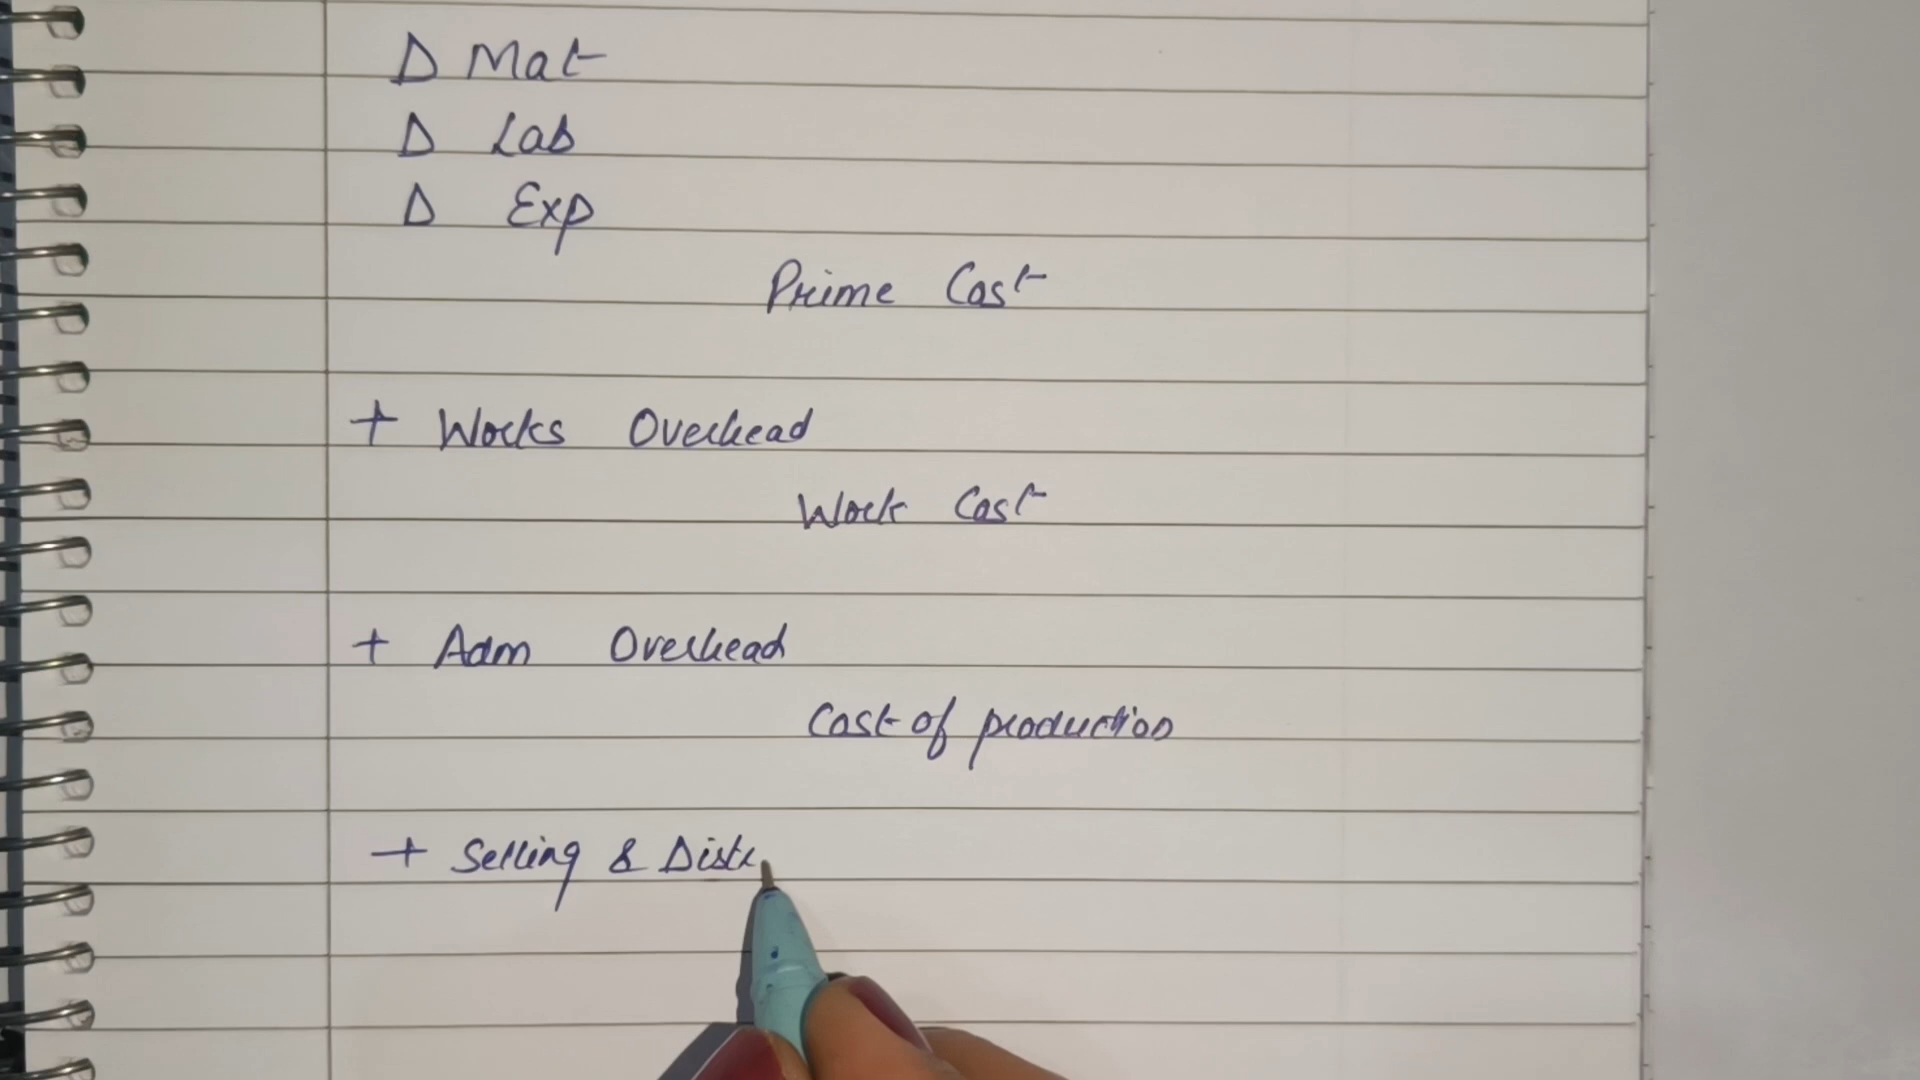 D Mat
D Lab
D Exp
Prime Cost
+ Works Overhead
Work Cost
+ Adm Overhead
Cost of production
+ Selling & Distr